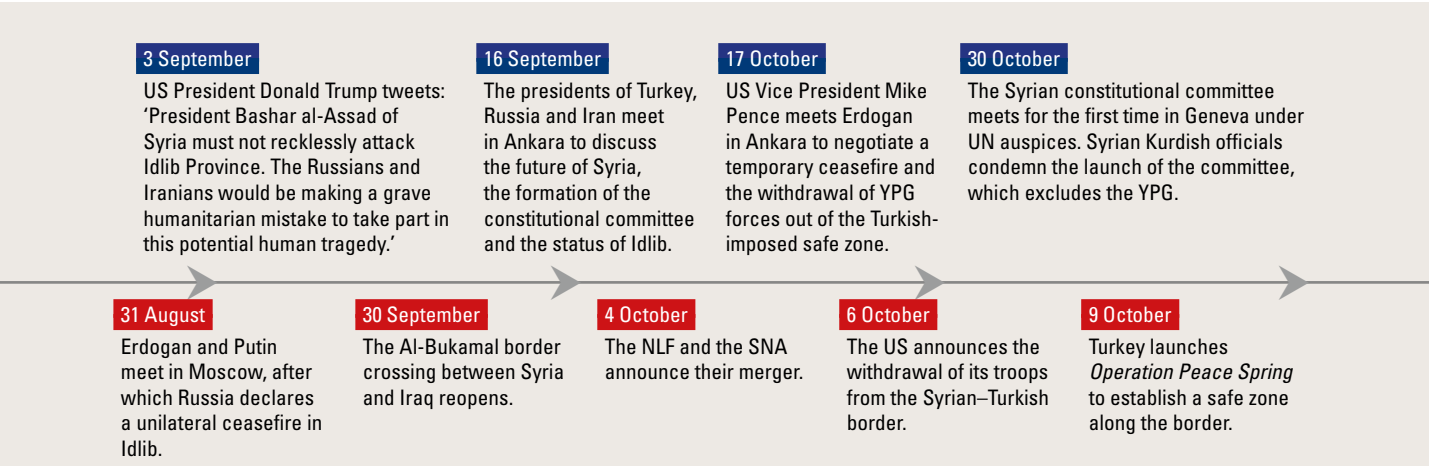 3 September
US President Donald Trump tweets:
‘President Bashar al-Assad of
Syria must not recklessly attack
Idlib Province. The Russians and
Iranians would be making a grave
humanitarian mistake to take part in
this potential human tragedy.’
16 September
The presidents of Turkey,
Russia and Iran meet
in Ankara to discuss
the future of Syria,
the formation of the
constitutional committee
and the status of Idlib.
17 October
US Vice President Mike
Pence meets Erdogan
in Ankara to negotiate a
temporary ceasefire and
the withdrawal of YPG
forces out of the Turkish-
imposed safe zone.
30 October
The Syrian constitutional committee
meets for the first time in Geneva under
UN auspices. Syrian Kurdish officials
condemn the launch of the committee,
which excludes the YPG.
31 August
Erdogan and Putin
meet in Moscow, after
which Russia declares
a unilateral ceasefire in
Idlib.
30 September
The Al-Bukamal border
crossing between Syria
and Iraq reopens.
4 October
The NLF and the SNA
announce their merger.
6 October
The US announces the
withdrawal of its troops
from the Syrian–Turkish
border.
9 October
Turkey launches
Operation Peace Spring
to establish a safe zone
along the border.